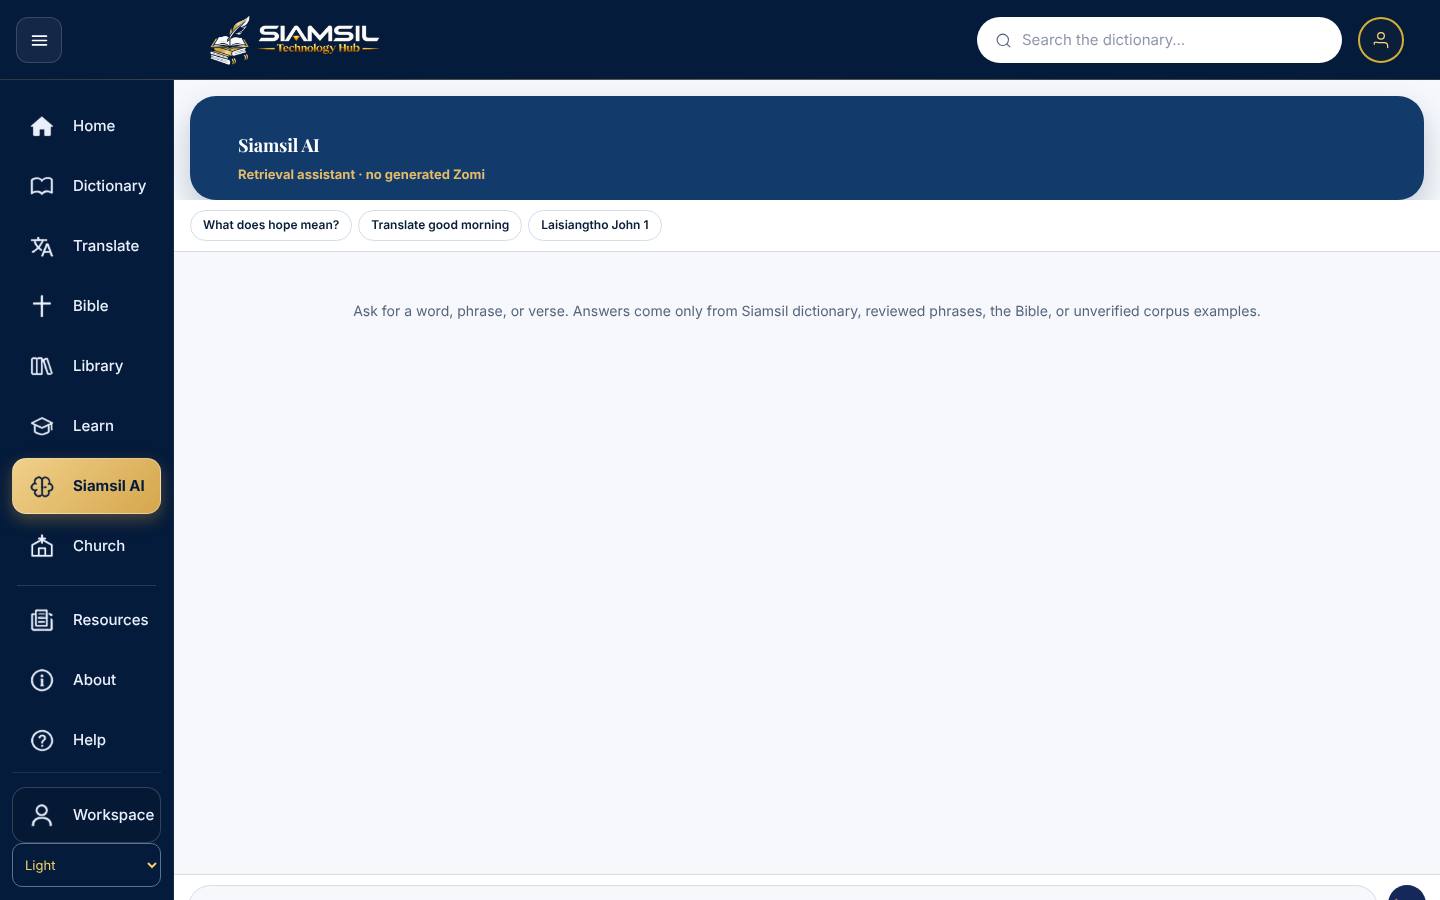 SIAMSIL
Technology Hub
Search the dictionary...
Home
Dictionary
Translate
Bible
Library
Learn
Siamsil AI
Church
Resources
About
Help
Workspace
Light
Siamsil AI
Retrieval assistant · no generated Zomi
What does hope mean?
Translate good morning
Laisiangtho John 1
Ask for a word, phrase, or verse. Answers come only from Siamsil dictionary, reviewed phrases, the Bible, or unverified corpus examples.